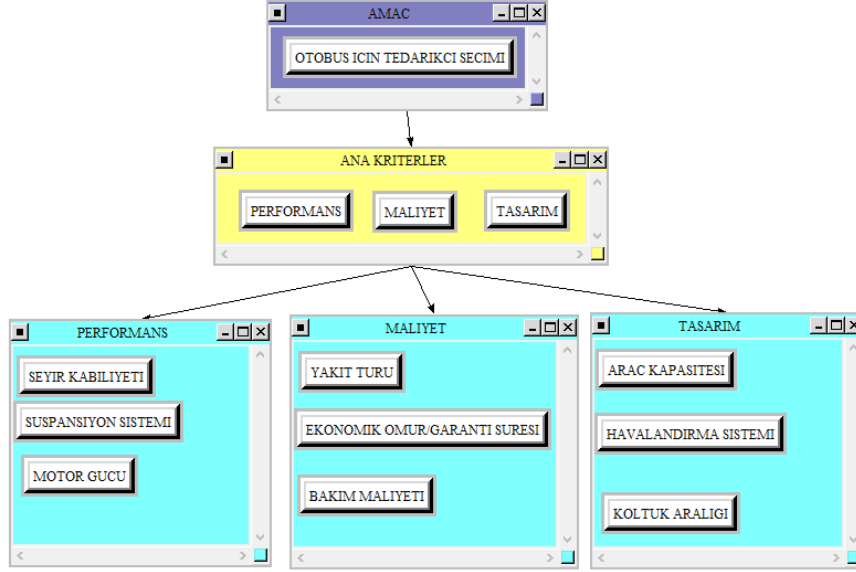 AMAC
OTOBUS ICIN TEDARIKCI SECIMI
ANA KRITERLER
PERFORMANS
MALIYET
TASARIM
PERFORMANS
SEYIR KABILIYETI
SUSPANSIYON SISTEMI
MOTOR GUCU
MALIYET
YAKIT TURU
EKONOMIK OMUR/GARANTI SURESI
BAKIM MALIYETI
TASARIM
ARAC KAPASITESI
HAVALANDIRMA SISTEMI
KOLTUK ARALIGI